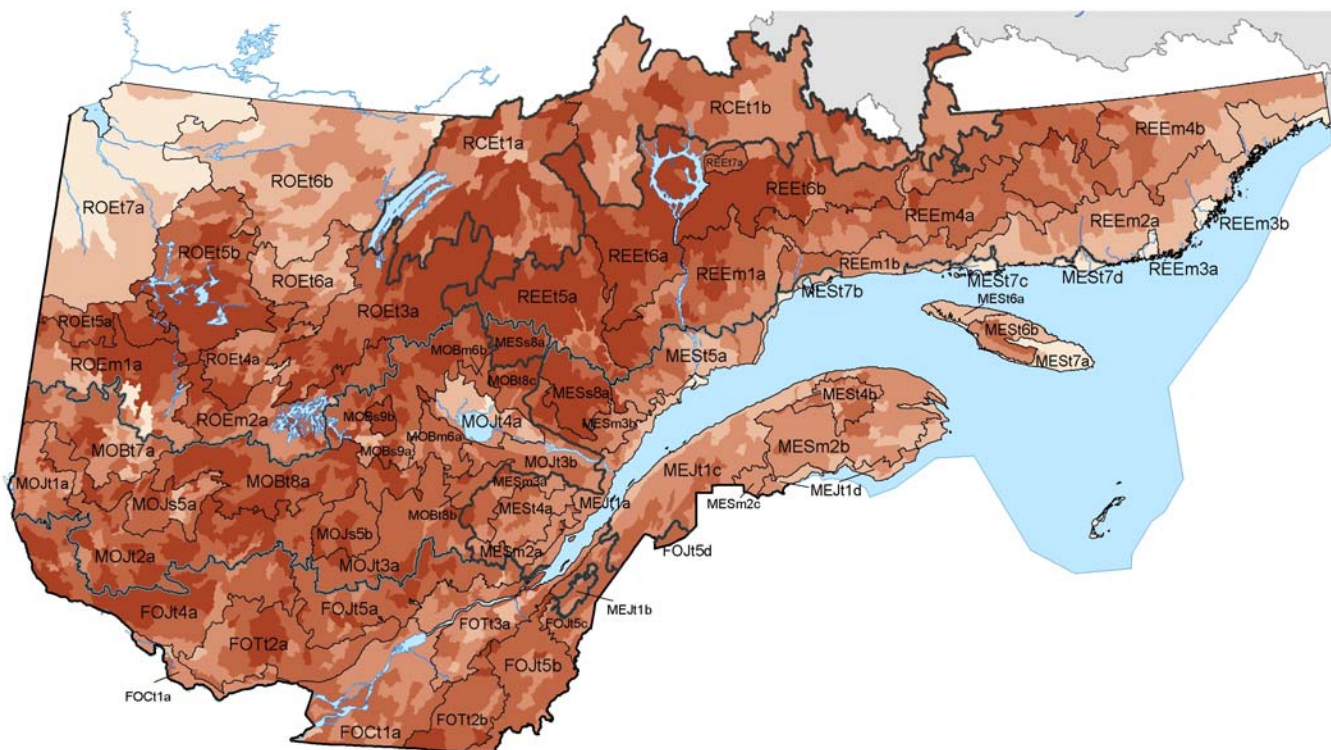 RCEt1b
RCEt1a
REEm4b
REEt7a
ROEt6b
REEt6b
ROEt7a
REEm4a
REEm2a
REEm3b
ROEt5b
REEt6a
REEm1a
REEm1b
REEm3a
ROEt6a
MESt7c
MESt7d
MESt7b
REEt5a
MESt6a
ROEt3a
ROEt5a
MESt6b
MOBm6b
MESs8a
ROEt4a
MESt5a
MESt7a
ROEm1a
MOBt8c
MESs8a
MESt4b
MOBs9b
MOJt4a
ROEm2a
MESm3b
MOBm6a
MESm2b
MOBt7a
MOBs9a
MOJt3b
MEJt1c
MOBt8a
MESm3a
MOJt1a
MEJt1d
MOJs5a
MEJt1a
MESm2c
MESt4a
MOBt8b
MOJs5b
MESm2a
MOJt2a
FOJt5d
MOJt3a
FOJt4a
FOJt5a
MEJt1b
FOTt3a
FOJt5c
FOTt2a
FOJt5b
FOCt1a
FOTt2b
FOCt1a